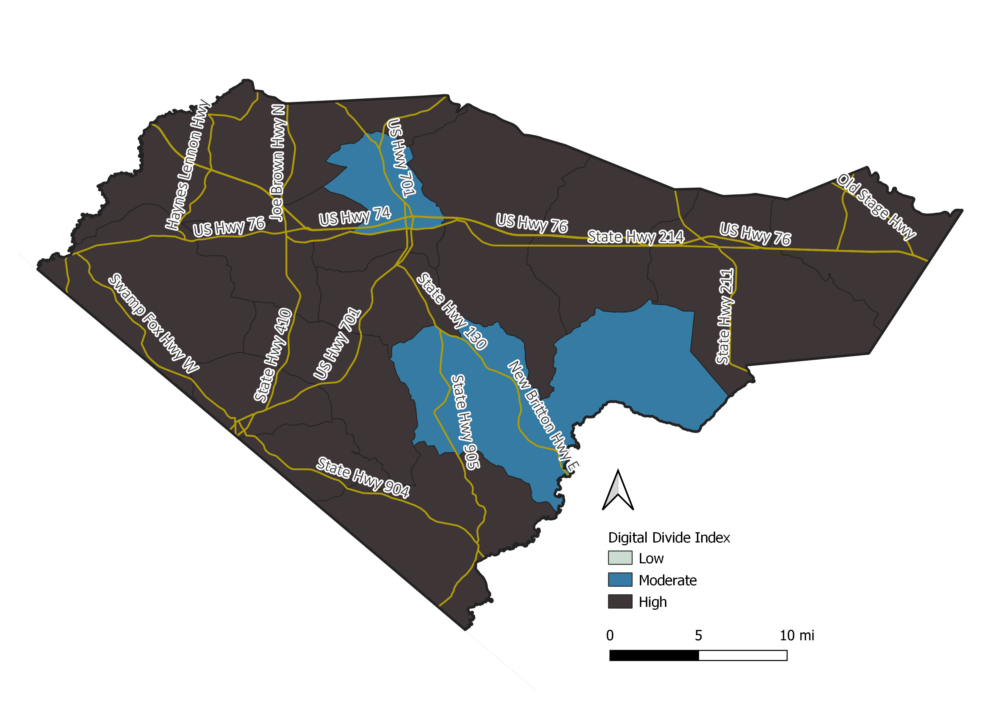 Haynes Lennon Hwy
Joe Brown Hwy N
US Hwy 701
Old Stage Hwy
US Hwy 76
US Hwy 74
US Hwy 76
State Hwy 214
US Hwy 76
Swamp Fox Hwy W
State Hwy 410
US Hwy 701
State Hwy 130
State Hwy 211
New Britton Hwy E
State Hwy 905
State Hwy 904
Digital Divide Index
Low
Moderate
High
0 5 10 mi